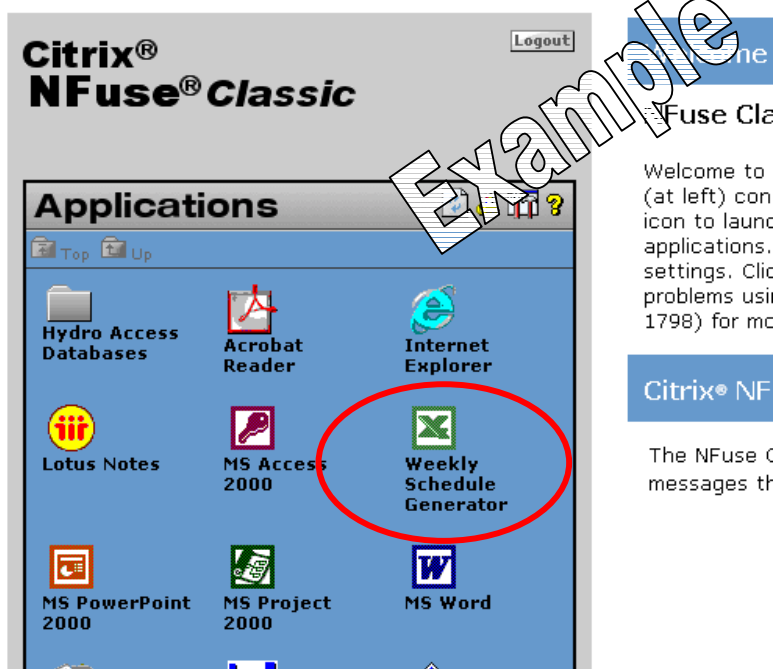 Citrix®
NFuse® Classic
Logout
Example
Applications
Top Up
Hydro Access
Databases
Acrobat
Reader
Internet
Explorer
Lotus Notes
MS Access
2000
Weekly
Schedule
Generator
MS PowerPoint
2000
MS Project
2000
MS Word
NFuse Cla
Welcome to
(at left) con
icon to launc
applications.
settings. Clic
problems usi
1798) for mo
Citrix® NF
The NFuse C
messages th